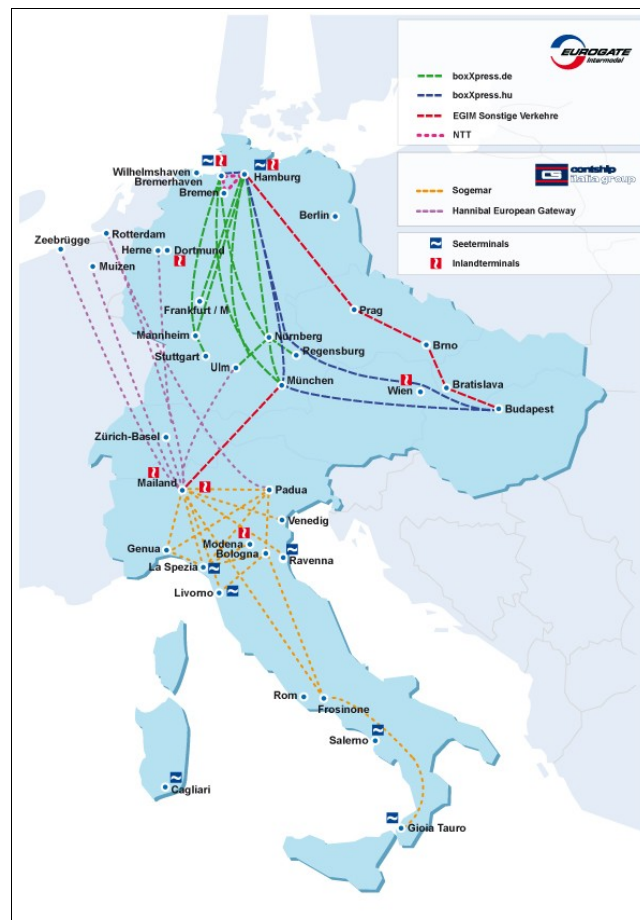 EUROGATE
Intermodal
boxXpress.de
boxXpress.hu
EGIM Sonstige Verkehre
NTT
CS contship
italia group
Sogemar
Hannibal European Gateway
Seeterminals
Inlandterminals
Wilhelmshaven
Bremerhaven
Bremen
Hamburg
Berlin
Rotterdam
Zeebrügge
Herne
Dortmund
Muizen
Frankfurt / M
Prag
Mannheim
Nürnberg
Brno
Stuttgart
Regensburg
Ulm
München
Wien
Bratislava
Budapest
Zürich-Basel
Mailand
Padua
Venedig
Genua
Modena
Bologna
Ravenna
La Spezia
Livorno
Rom
Frosinone
Salerno
Cagliari
Gioia Tauro